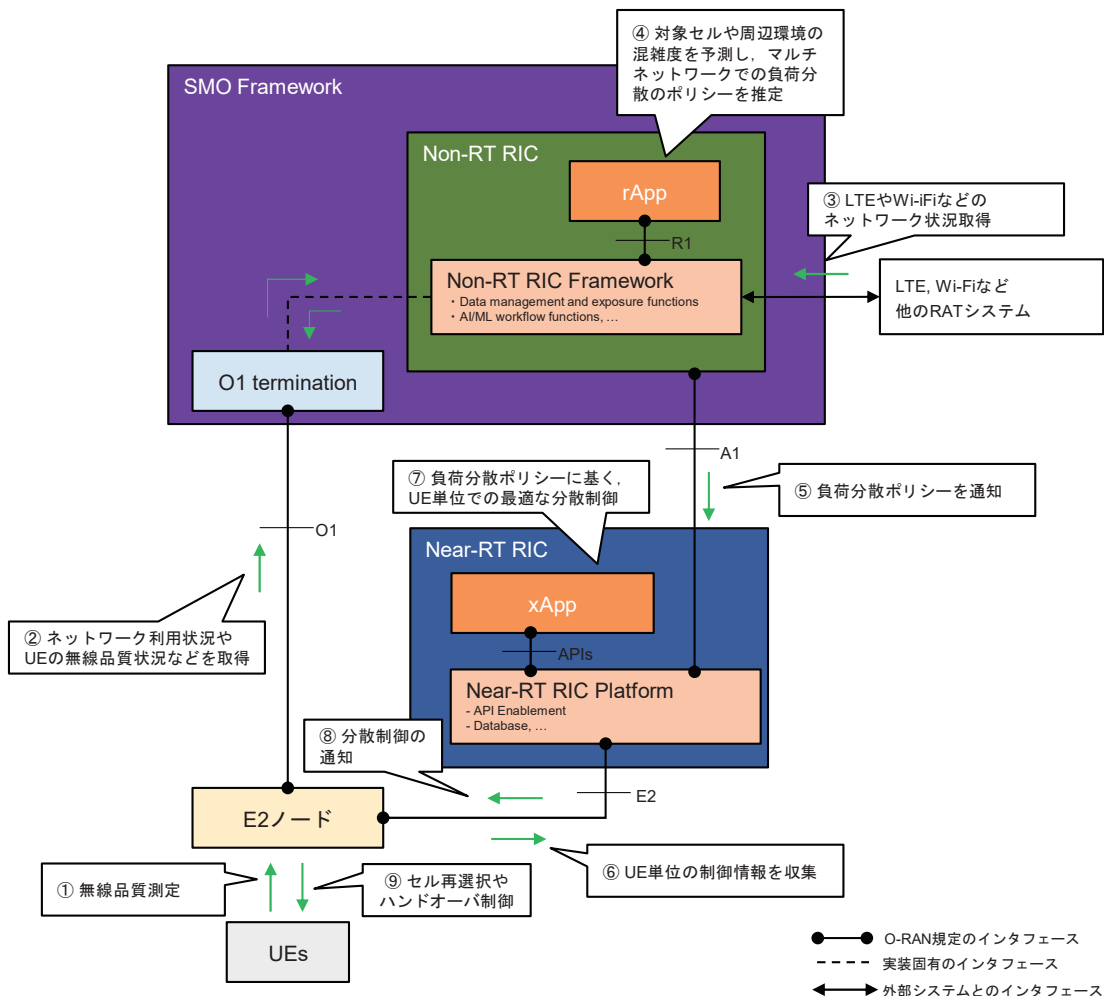 ④ 対象セルや周辺環境の
混雑度を予測し，マルチ
ネットワークでの負荷分
散のポリシーを推定
SMO Framework
Non-RT RIC
rApp
R1
③ LTEやWi-iFiなどの
ネットワーク状況取得
Non-RT RIC Framework
・Data management and exposure functions
・AI/ML workflow functions, …
LTE, Wi-Fiなど
他のRATシステム
O1 termination
A1
⑦ 負荷分散ポリシーに基く，
UE単位での最適な分散制御
⑤ 負荷分散ポリシーを通知
O1
Near-RT RIC
xApp
APIs
② ネットワーク利用状況や
UEの無線品質状況などを取得
Near-RT RIC Platform
- API Enablement
- Database, …
⑧ 分散制御の
通知
E2
E2ノード
⑥ UE単位の制御情報を収集
① 無線品質測定
⑨ セル再選択や
ハンドオーバ制御
UEs
O-RAN規定のインタフェース
実装固有のインタフェース
外部システムとのインタフェース